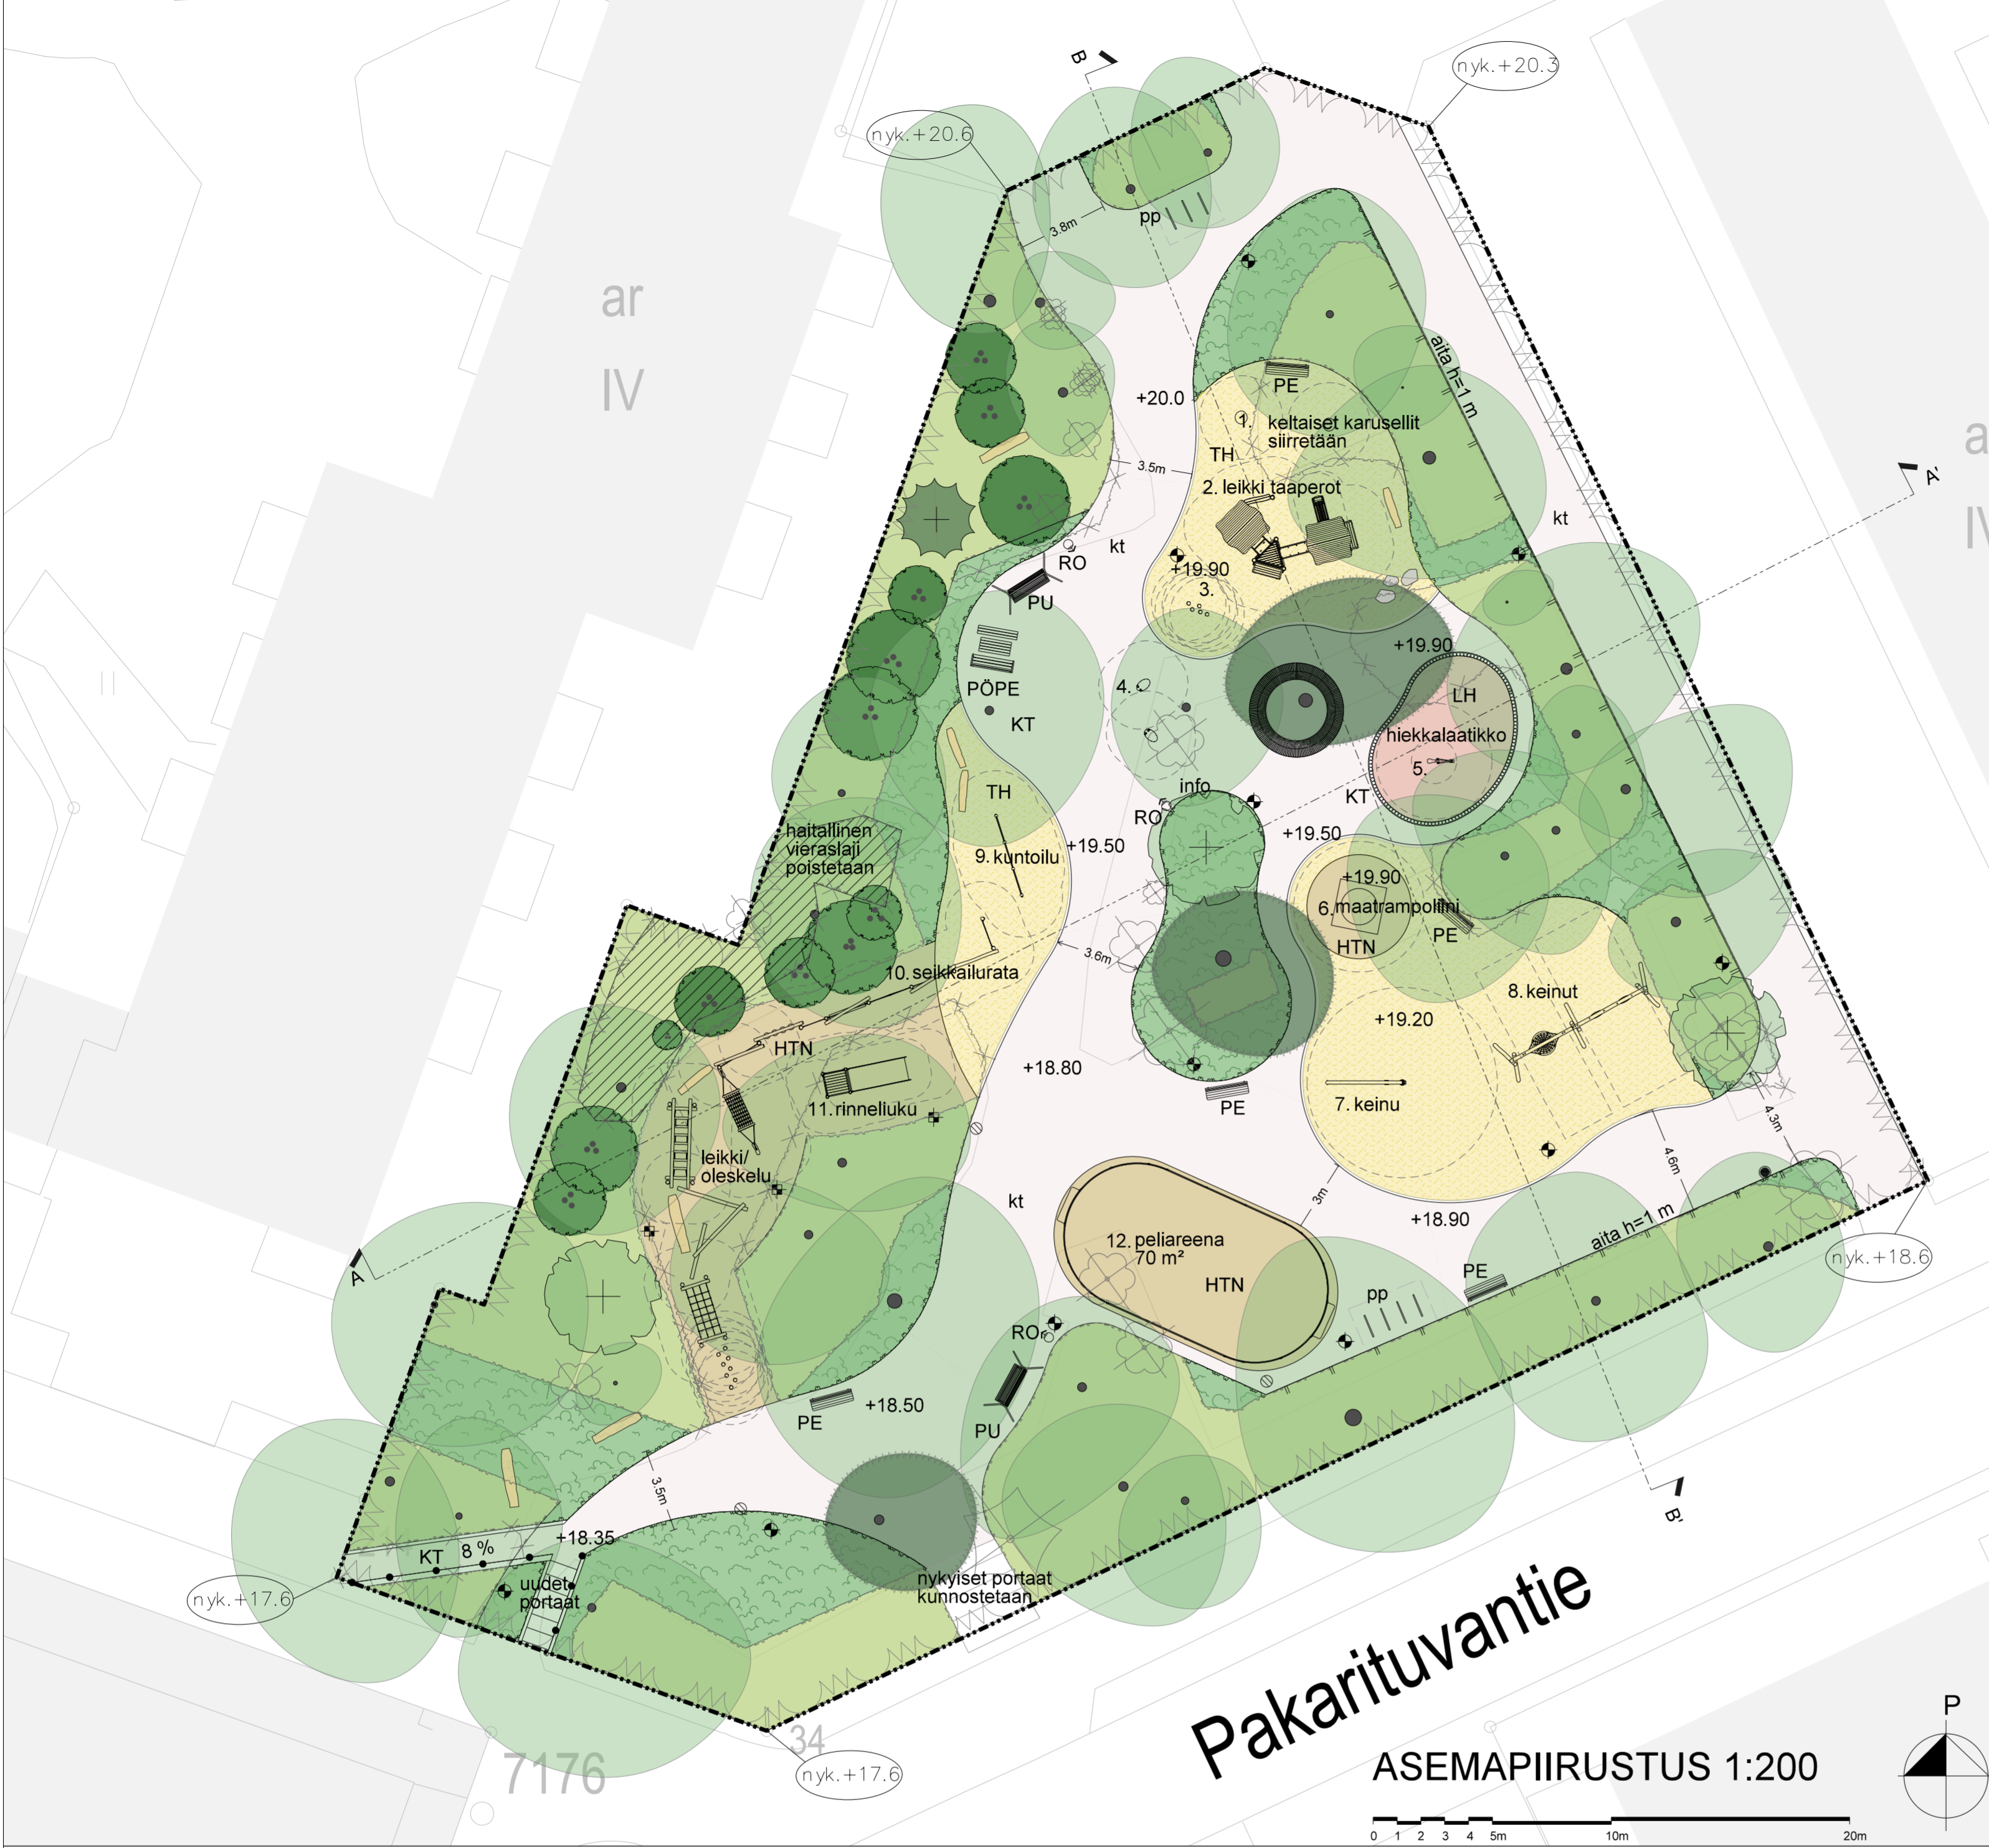 B
nyk.+20.3
nyk.+20.6
pp
3.8m
ar
IV
aita h=1 m
PE
+20.0
1. keltaiset karusellit
siirretään
TH
3.5m
2. leikki taaperot
A'
kt
kt
RO
+19.90
3.
PU
+19.90
PÖPE
4.
LH
KT
hiekkalaatikko
5.
info
TH
KT
RO
haitallinen
vieraslaji
poistetaan
+19.50
+19.50
9. kuntoilu
+19.90
6. maatrampoliini
PE
HTN
3.6m
10. seikkailurata
8. keinut
+19.20
HTN
+18.80
11. rinneliuku
PE
7. keinu
4.3m
leikki/
oleskelu
4.6m
kt
3m
+18.90
aita h=1 m
12. peliareena
70 m²
HTN
nyk.+18.6
A
PE
pp
RO
PE
+18.50
PU
3.5m
B'
+18.35
KT 8 %
uudet
portaat
nykyiset portaat
kunnostetaan
nyk.+17.6
Pakarituvantie
34
7176
nyk.+17.6
P
ASEMAPIIRUSTUS 1:200
0 1 2 3 4 5m 10m 20m